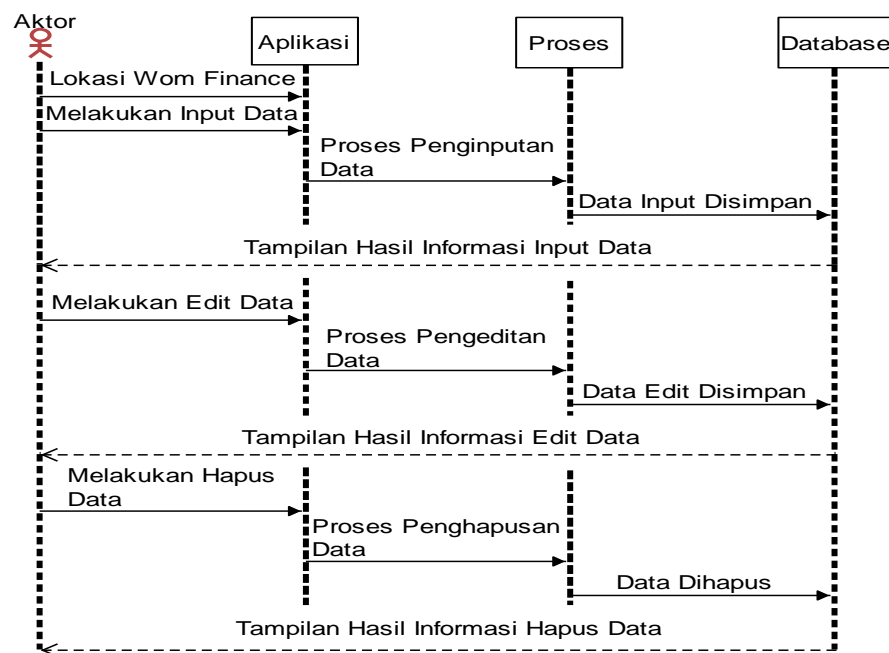 Aktor
Aplikasi
Proses
Database
Lokasi Wom Finance
Melakukan Input Data
Proses Penginputan
Data
Data Input Disimpan
Tampilan Hasil Informasi Input Data
Melakukan Edit Data
Proses Pengeditan
Data
Data Edit Disimpan
Tampilan Hasil Informasi Edit Data
Melakukan Hapus
Data
Proses Penghapusan
Data
Data Dihapus
Tampilan Hasil Informasi Hapus Data